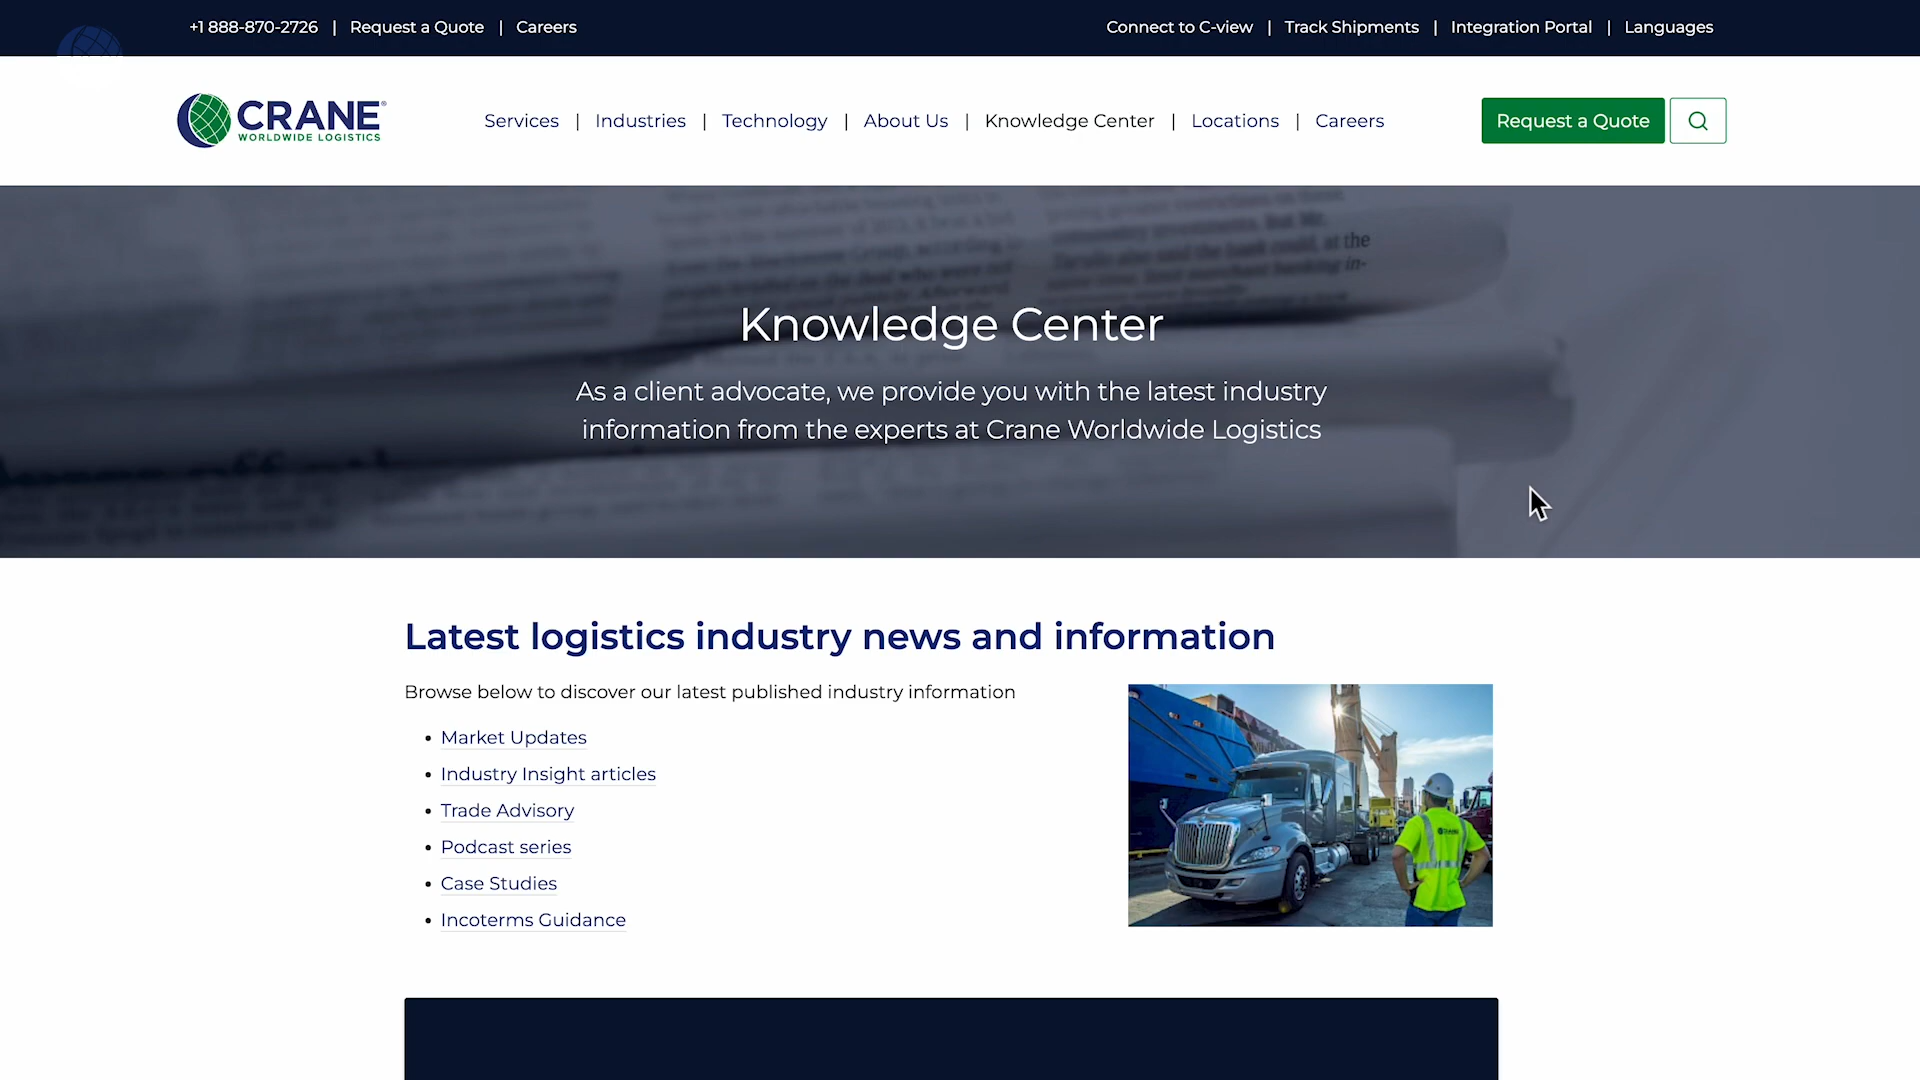 +1 888-870-2726 | Request a Quote | Careers
Connect to C-view | Track Shipments | Integration Portal | Languages
CRANE®
WORLDWIDE LOGISTICS
Services | Industries | Technology | About Us | Knowledge Center | Locations | Careers
Request a Quote
at the
Knowledge Center
As a client advocate, we provide you with the latest industry
information from the experts at Crane Worldwide Logistics
Latest logistics industry news and information
Browse below to discover our latest published industry information
• Market Updates
• Industry Insight articles
• Trade Advisory
• Podcast series
• Case Studies
• Incoterms Guidance